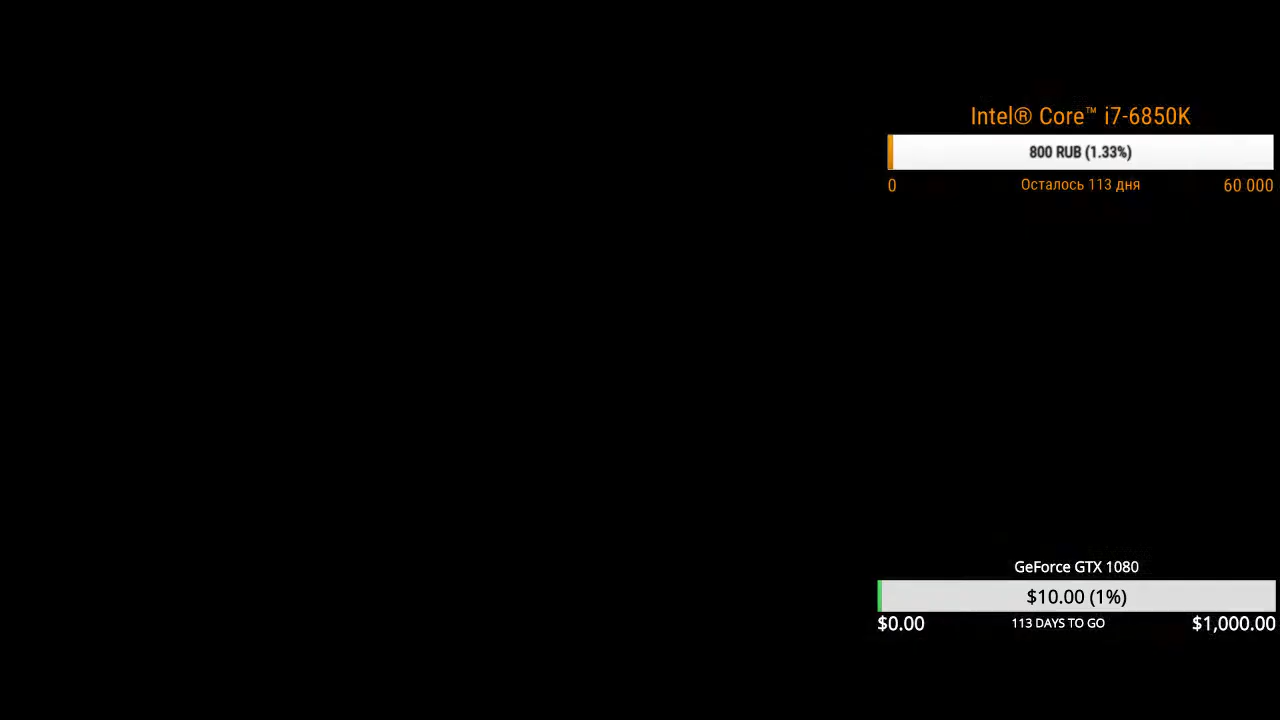 Intel® Core™ i7-6850K
800 RUB (1.33%)
0 Осталось 113 дня 60 000
GeForce GTX 1080
$10.00 (1%)
$0.00 113 DAYS TO GO $1,000.00